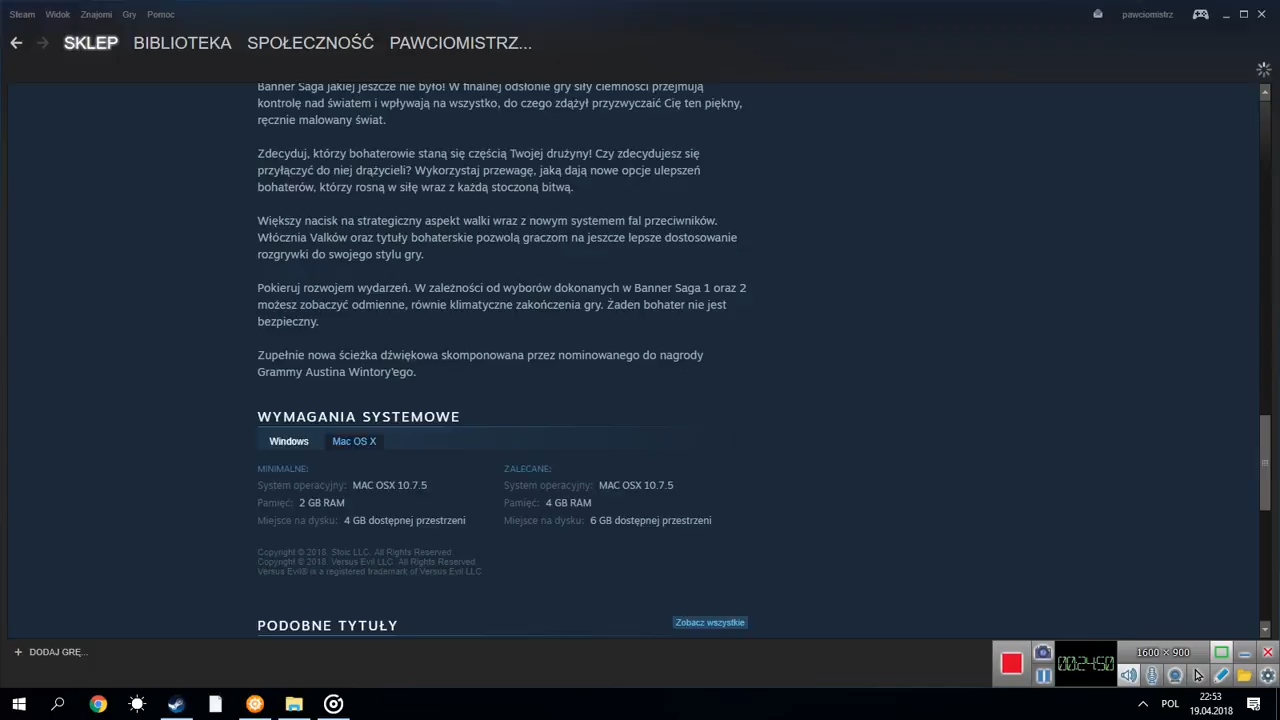 Steam Widok Znajomi Gry Pomoc pawciomistrz
SKLEP BIBLIOTEKA SPOŁECZNOŚĆ PAWCIOMISTRZ...
Banner Saga jakiej jeszcze nie było! W finalnej odsłonie gry siły ciemności przejmują
kontrolę nad światem i wpływają na wszystko, do czego zdążył przyzwyczaić Cię ten piękny,
ręcznie malowany świat.
Zdecyduj, którzy bohaterowie staną się częścią Twojej drużyny! Czy zdecydujesz się
przyłączyć do niej drążycieli? Wykorzystaj przewagę, jaką dają nowe opcje ulepszeń
bohaterów, którzy rosną w siłę wraz z każdą stoczoną bitwą.
Większy nacisk na strategiczny aspekt walki wraz z nowym systemem fal przeciwników.
Włócznia Valków oraz tytuły bohaterskie pozwolą graczom na jeszcze lepsze dostosowanie
rozgrywki do swojego stylu gry.
Pokieruj rozwojem wydarzeń. W zależności od wyborów dokonanych w Banner Saga 1 oraz 2
możesz zobaczyć odmienne, równie klimatyczne zakończenia gry. Żaden bohater nie jest
bezpieczny.
Zupełnie nowa ścieżka dźwiękowa skomponowana przez nominowanego do nagrody
Grammy Austina Wintory'ego.
WYMAGANIA SYSTEMOWE
Windows Mac OS X
MINIMALNE: ZALECANE:
System operacyjny: MAC OSX 10.7.5 System operacyjny: MAC OSX 10.7.5
Pamięć: 2 GB RAM Pamięć: 4 GB RAM
Miejsce na dysku: 4 GB dostępnej przestrzeni Miejsce na dysku: 6 GB dostępnej przestrzeni
Copyright © 2018. Stoic LLC. All Rights Reserved.
Copyright © 2018. Versus Evil LLC. All Rights Reserved.
Versus Evil® is a registered trademark of Versus Evil LLC
PODOBNE TYTUŁY Zobacz wszystkie
+ DODAJ GRĘ... 00:24:50 1600 × 900
POL 22:53
19.04.2018